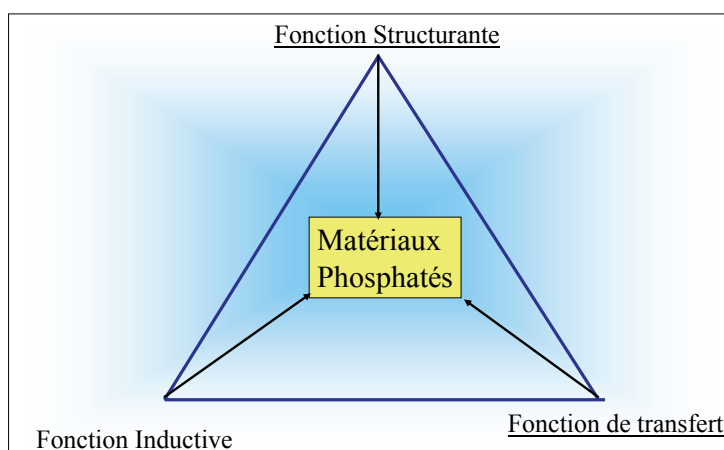 Fonction Structurante
Matériaux
Phosphatés
Fonction de transfert
Fonction Inductive